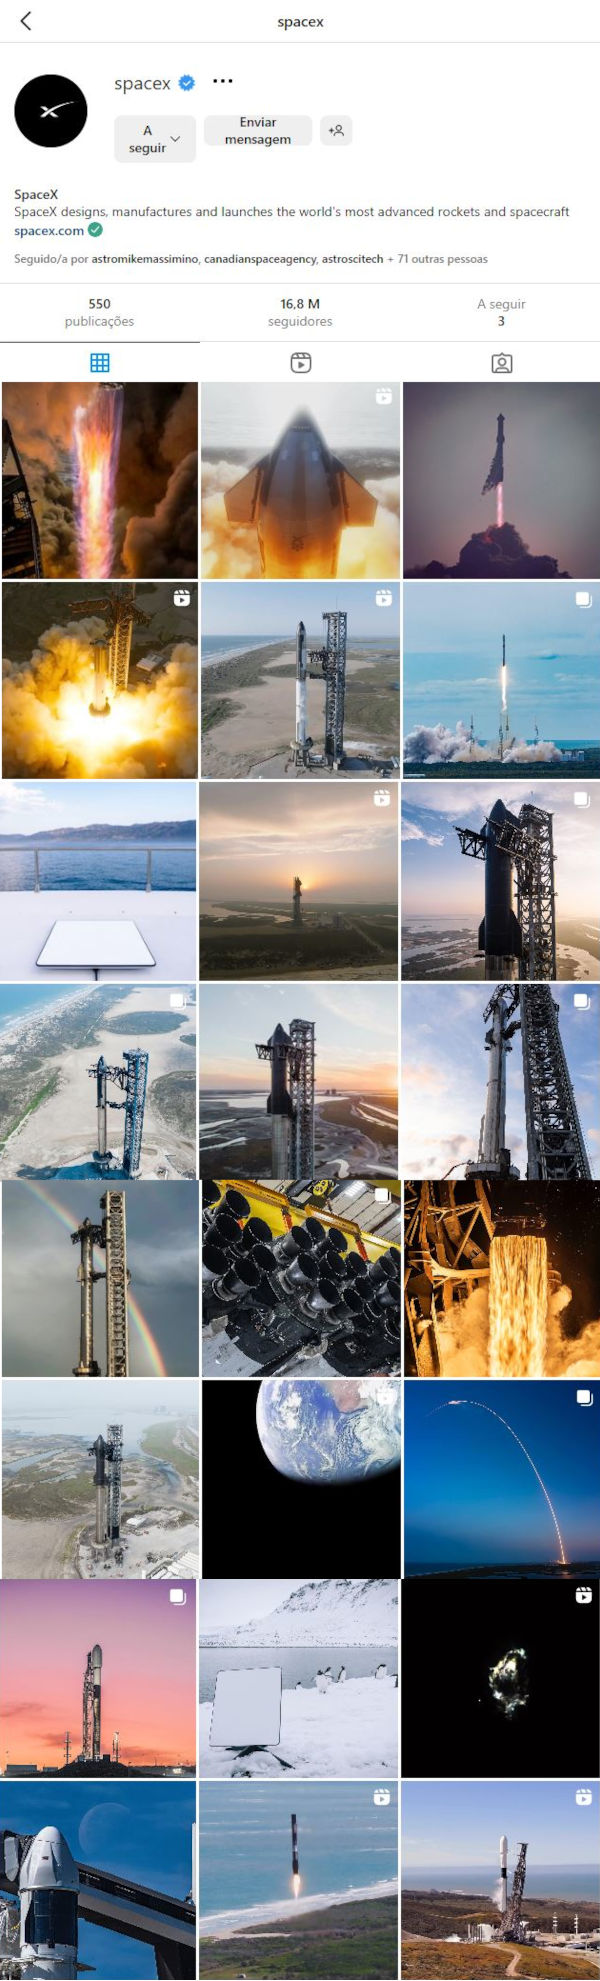 spacex
spacex
A seguir
Enviar mensagem
SpaceX
SpaceX designs, manufactures and launches the world's most advanced rockets and spacecraft
spacex.com
Seguido/a por astromikemassimino, canadianspaceagency, astroscitech + 71 outras pessoas
550 publicações
16,8 M seguidores
A seguir 3